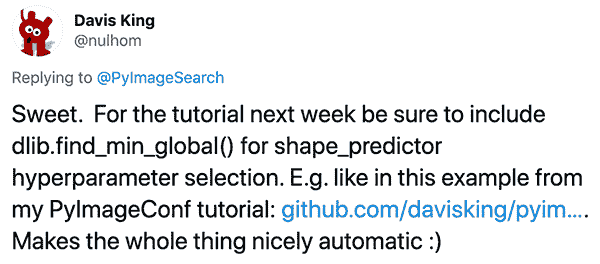 Davis King
@nulhom
Replying to @PyImageSearch
Sweet.  For the tutorial next week be sure to include
dlib.find_min_global() for shape_predictor
hyperparameter selection. E.g. like in this example from
my PyImageConf tutorial: github.com/davisking/pyim….
Makes the whole thing nicely automatic :)